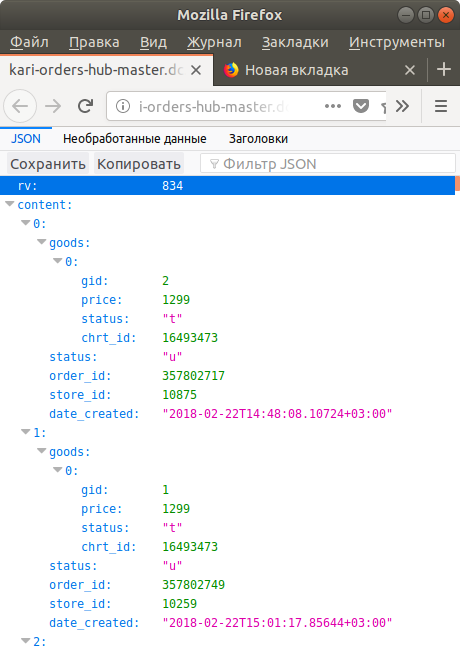 Mozilla Firefox
Файл Правка Вид Журнал Закладки Инструменты
kari-orders-hub-master.dc Новая вкладка
i-orders-hub-master.d
JSON Необработанные данные Заголовки
Сохранить Копировать Фильтр JSON
rv: 834
content:
0:
goods:
0:
gid: 2
price: 1299
status: "t"
chrt_id: 16493473
status: "u"
order_id: 357802717
store_id: 10875
date_created: "2018-02-22T14:48:08.10724+03:00"
1:
goods:
0:
gid: 1
price: 1299
status: "t"
chrt_id: 16493473
status: "u"
order_id: 357802749
store_id: 10259
date_created: "2018-02-22T15:01:17.85644+03:00"
2: